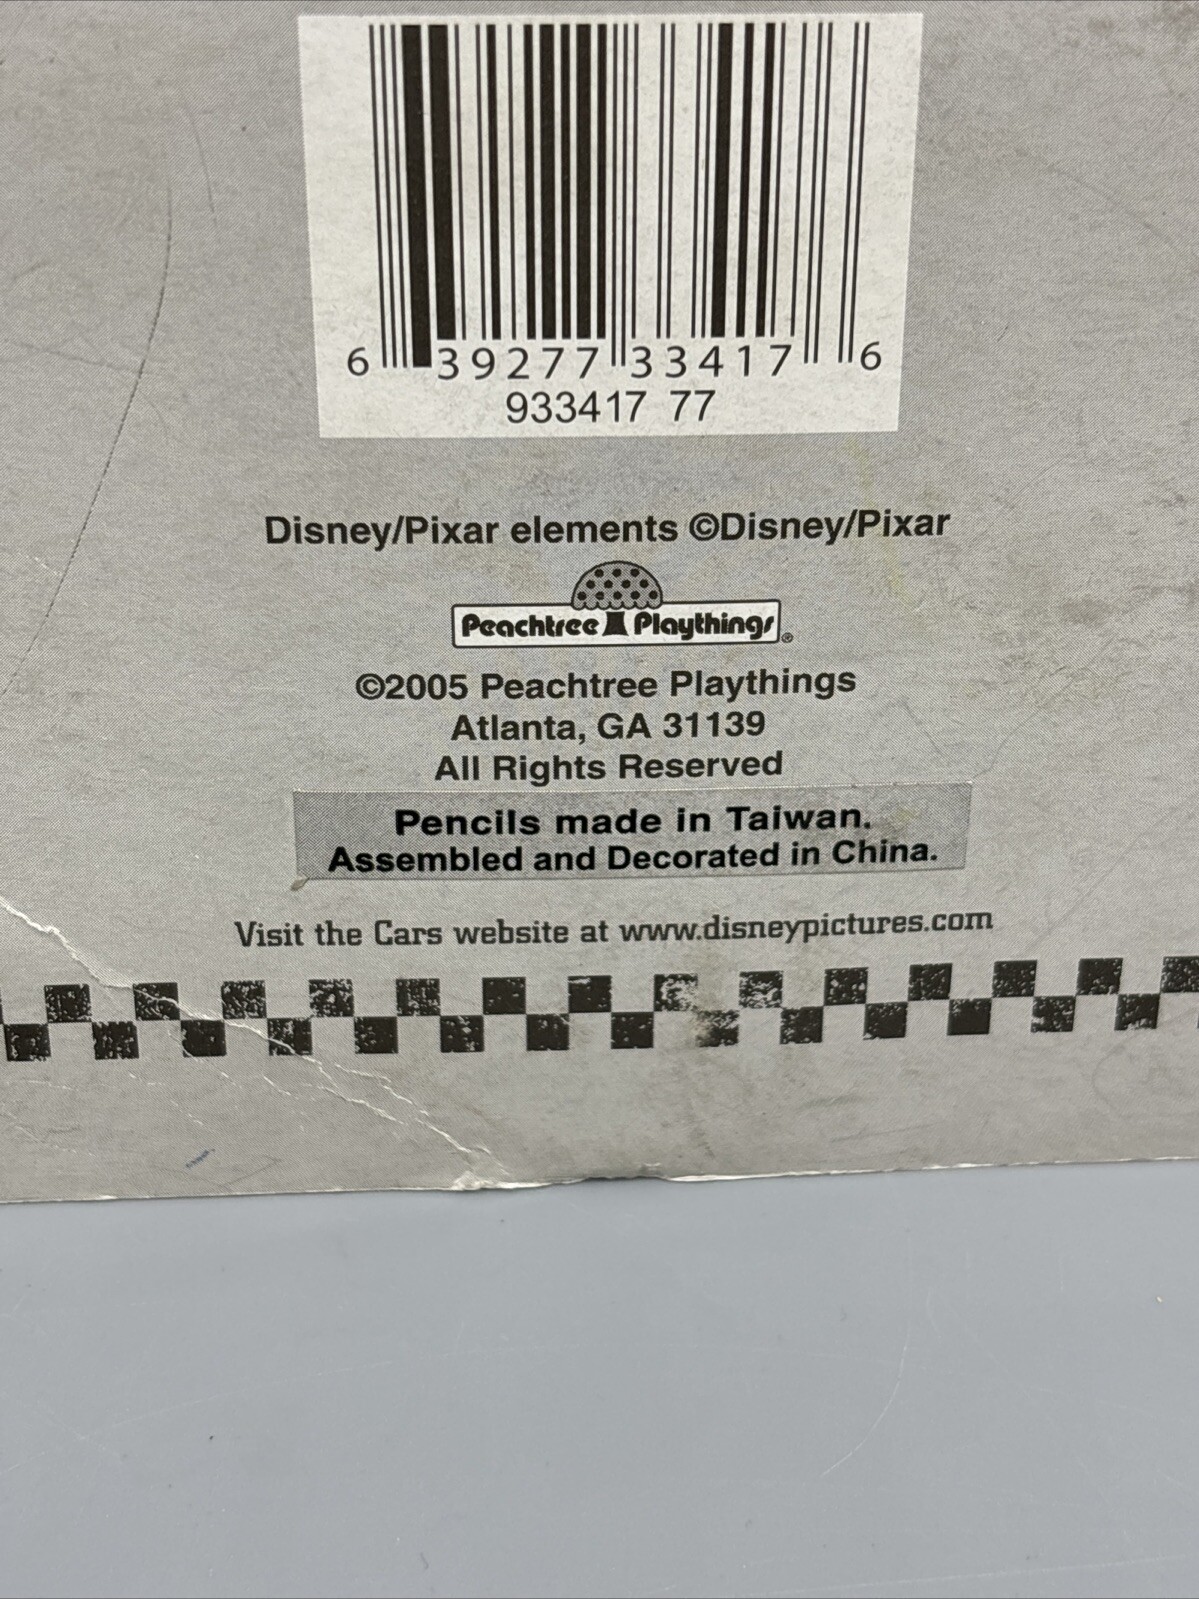 6 39277 33417 6
933417 77
Disney/Pixar elements ©Disney/Pixar
Peachtree Playthings®
©2005 Peachtree Playthings
Atlanta, GA 31139
All Rights Reserved
Pencils made in Taiwan.
Assembled and Decorated in China.
Visit the Cars website at www.disneypictures.com